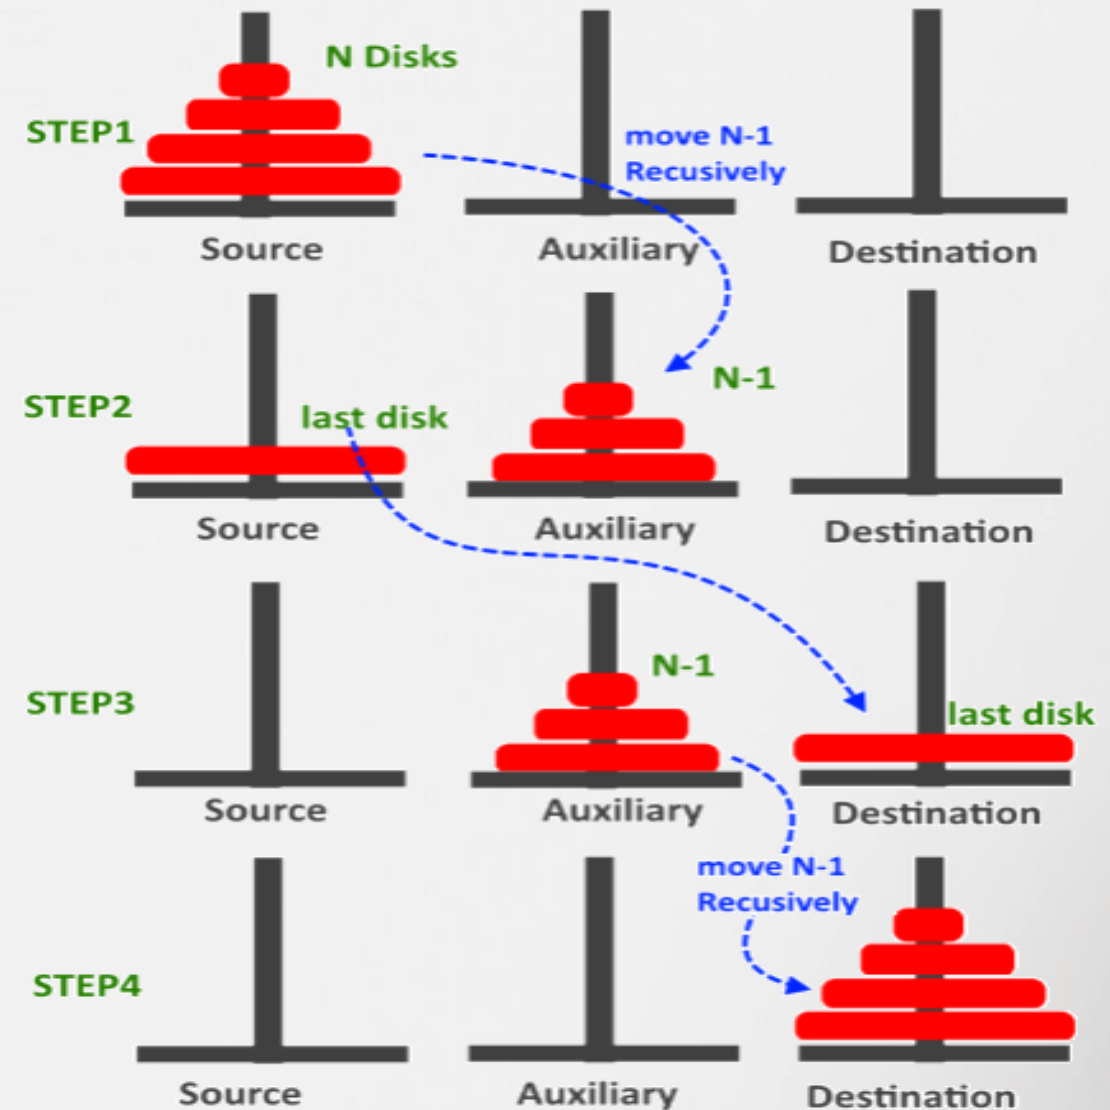 N Disks
STEP1
move N-1
Recusively
Source
Auxiliary
Destination
N-1
STEP2
last disk
Source
Auxiliary
Destination
N-1
STEP3
last disk
Source
Auxiliary
Destination
move N-1
Recusively
STEP4
Source
Auxiliary
Destination